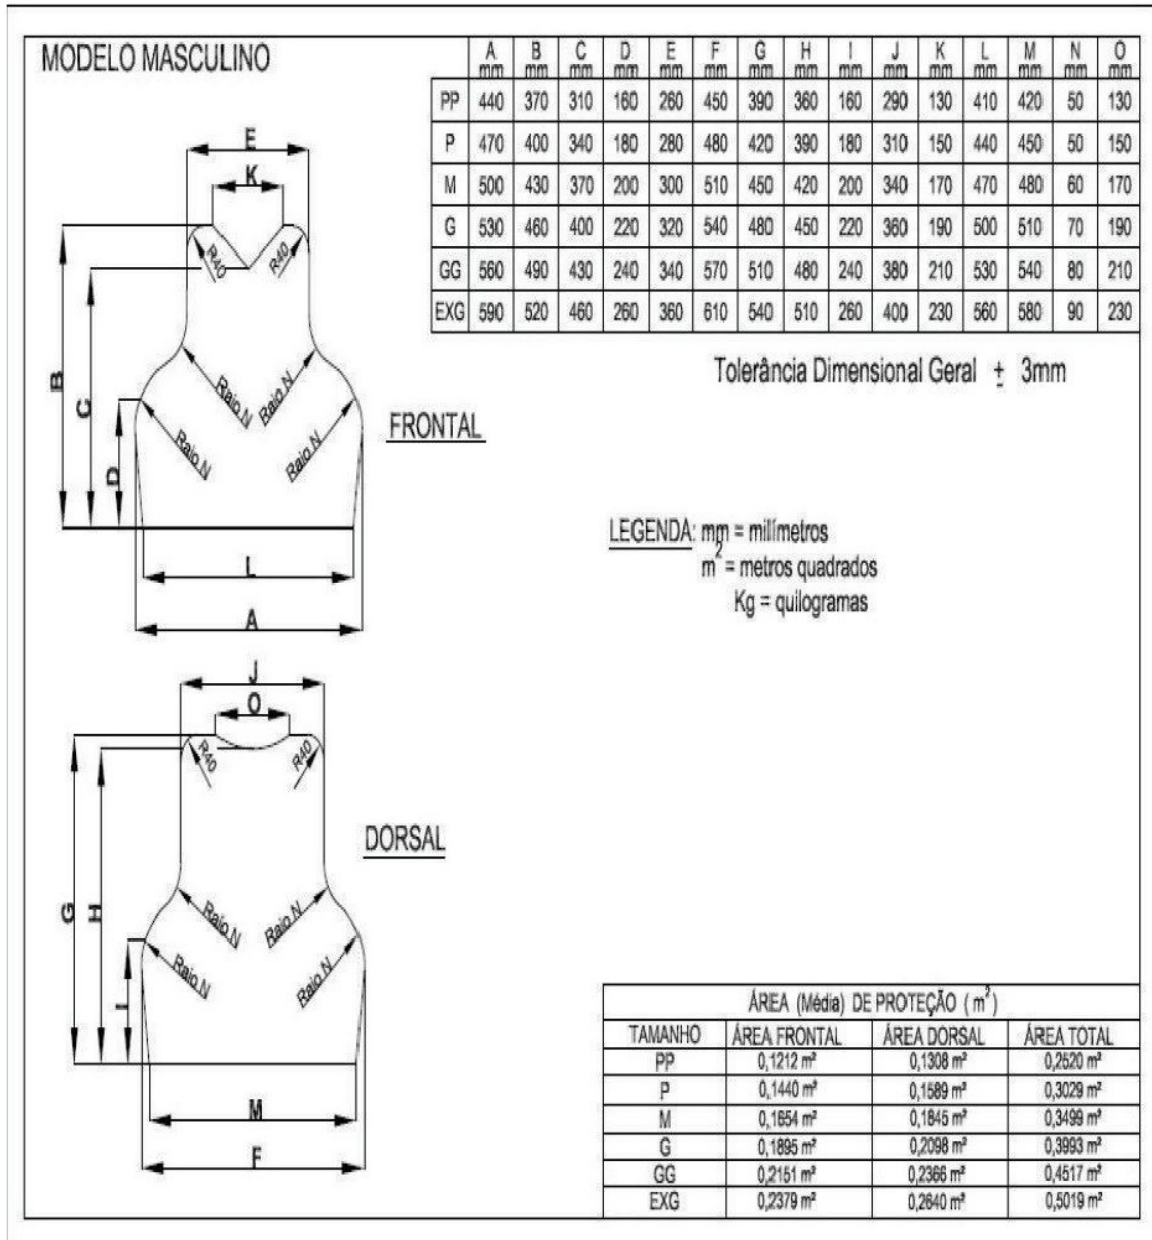 MODELO MASCULINO
A B C D E F G H I J K L M N O
mm mm mm mm mm mm mm mm mm mm mm mm mm mm mm
PP 440 370 310 160 260 450 390 360 160 290 130 410 420 50 130
P 470 400 340 180 280 480 420 390 180 310 150 440 450 50 150
M 500 430 370 200 300 510 450 420 200 340 170 470 480 60 170
G 530 460 400 220 320 540 480 450 220 360 190 500 510 70 190
GG 560 490 430 240 340 570 510 480 240 380 210 530 540 80 210
EXG 590 520 460 260 360 610 540 510 260 400 230 560 580 90 230
Tolerância Dimensional Geral ± 3mm
E
K
R40 R40
B
C
D
Raio N Raio N
Raio N Raio N
L
A
FRONTAL
LEGENDA: mm = milímetros
m² = metros quadrados
Kg = quilogramas
J
O
R40 R40
G
H
I
Raio N Raio N
Raio N Raio N
M
F
DORSAL
ÁREA (Média) DE PROTEÇÃO (m²)
TAMANHO ÁREA FRONTAL ÁREA DORSAL ÁREA TOTAL
PP 0,1212 m² 0,1308 m² 0,2520 m²
P 0,1440 m² 0,1589 m² 0,3029 m²
M 0,1654 m² 0,1845 m² 0,3499 m²
G 0,1895 m² 0,2098 m² 0,3993 m²
GG 0,2151 m² 0,2366 m² 0,4517 m²
EXG 0,2379 m² 0,2640 m² 0,5019 m²